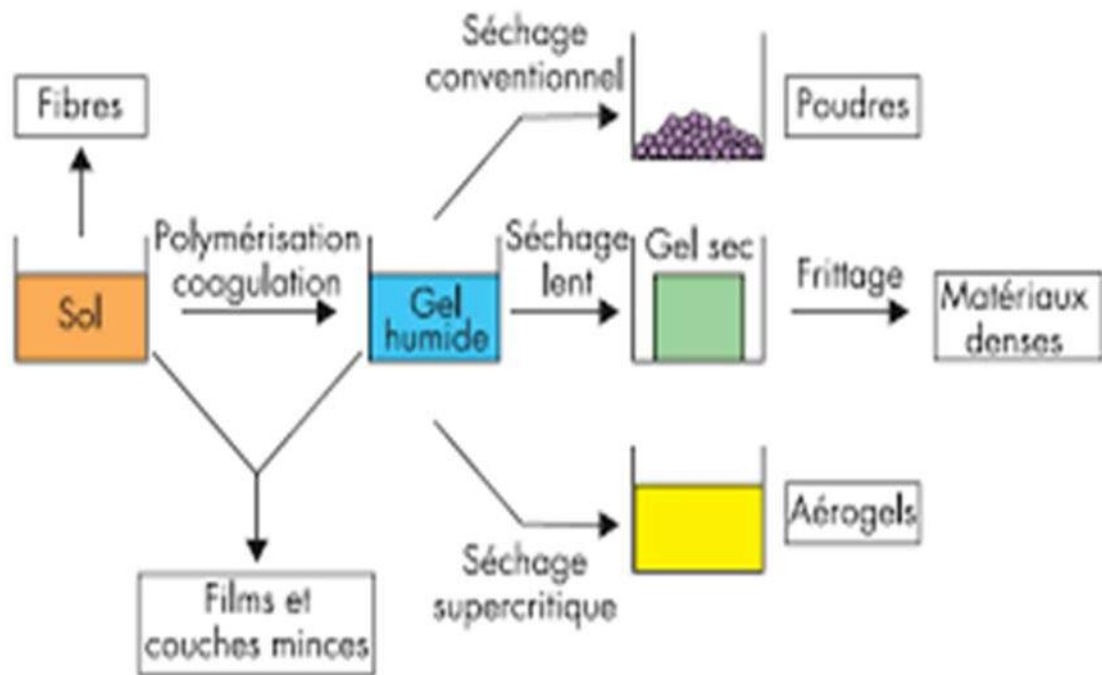 Séchage
conventionnel
Fibres
Poudres
Polymérisation
coagulation
Sol
Gel
humide
Séchage
lent
Gel sec
Frittage
Matériaux
denses
Aérogels
Séchage
supercritique
Films et
couches minces